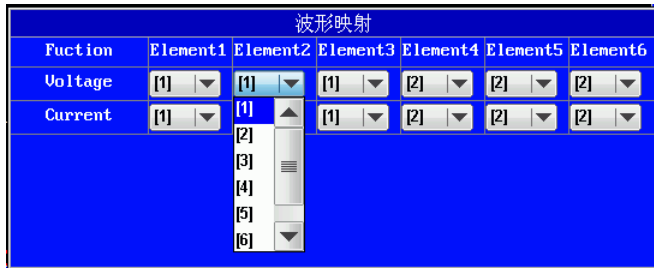 波形映射
Fuction Element1 Element2 Element3 Element4 Element5 Element6
Voltage [1] [1] [1] [2] [2] [2]
Current [1] [1] [2] [2] [2]
[1]
[2]
[3]
[4]
[5]
[6]